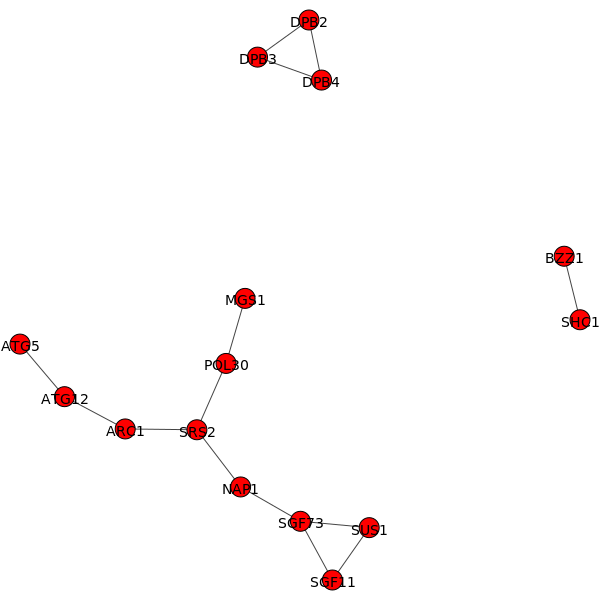 DPB2
DPB3
DPB4
BZZ1
MGS1
SHC1
ATG5
POL30
ATG12
ARC1
SRS2
NAP1
SGF73
SUS1
SGF11